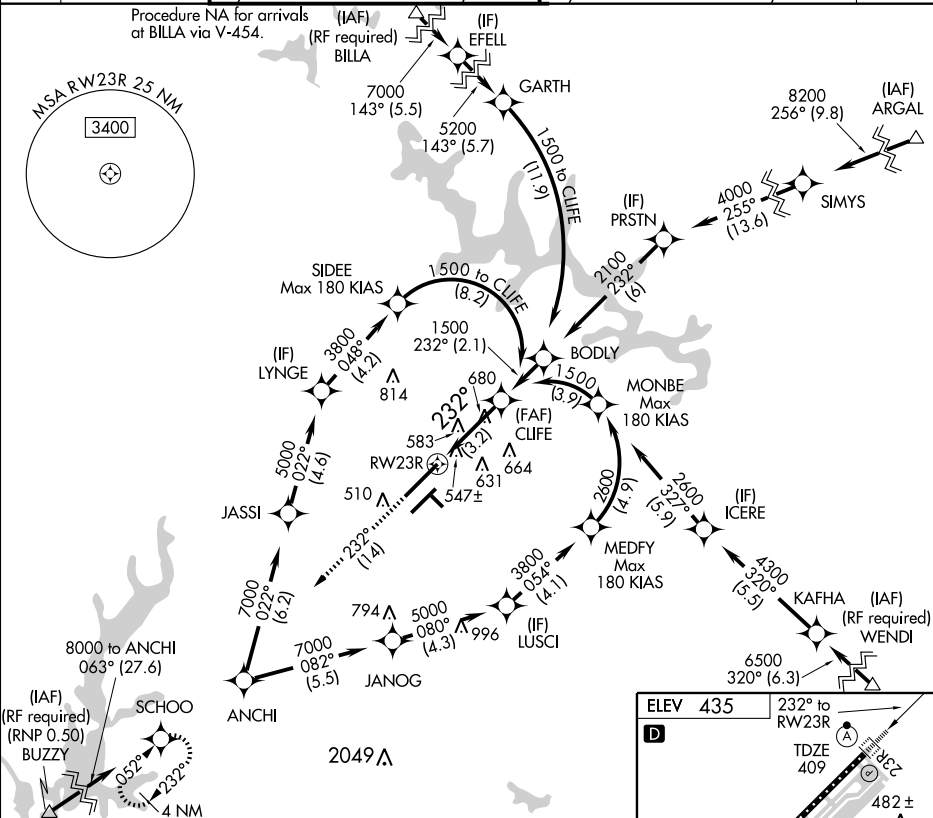 Procedure NA for arrivals
at BILLA via V-454.
(IAF)
(RF required)
BILLA
(IF)
EFELL
7000
143° (5.5)
GARTH
5200
143° (5.7)
1500 to CLIFE
(11.9)
8200
256° (9.8)
(IAF)
ARGAL
MSA RW23R 25 NM
3400
SIMYS
4000
255°
(13.6)
(IF)
PRSTN
2100
232°
(6)
SIDEE
Max 180 KIAS
1500 to CLIFE
(8.2)
1500
232° (2.1)
BODLY
3800
048°
(4.2)
(IF)
LYNGE
814
680
1500
(3.9)
MONBE
Max
180 KIAS
232°
(FAF)
CLIFE
583
(3.2)
RW23R
664
631
547±
510
5000
022°
(4.6)
JASSI
232°
(14)
2600
(4.9)
2600
327°
(5.9)
(IF)
ICERE
MEDFY
Max
180 KIAS
3800
054°
(4.1)
4300
320°
(5.5)
KAFHA
(IAF)
(RF required)
WENDI
6500
320° (6.3)
7000
022°
(6.2)
794
5000
080°
(4.3)
996
(IF)
LUSCI
7000
082°
(5.5)
JANOG
ANCHI
8000 to ANCHI
063° (27.6)
(IAF)
(RF required)
(RNP 0.50)
BUZZY
SCHOO
052°
232°
4 NM
2049
ELEV 435
D
232° to
RW23R
A
TDZE
409
23R
P
482±